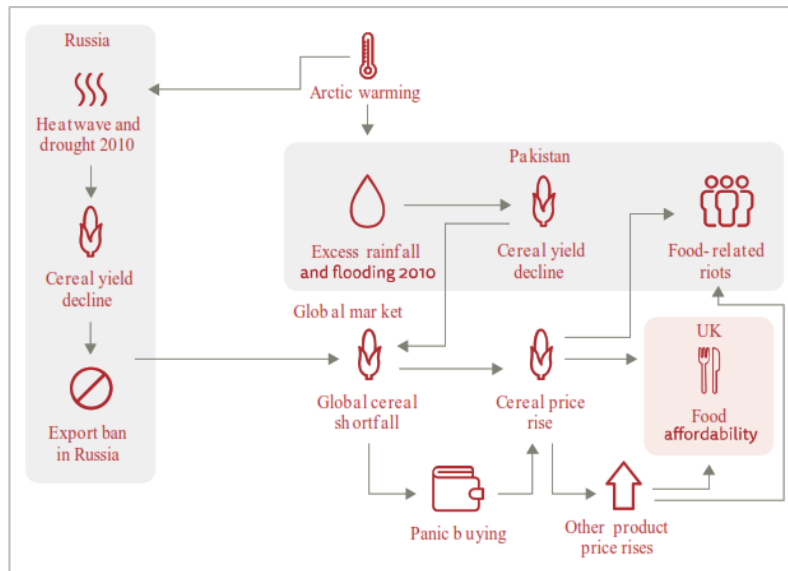 Russia
Heatwave and
drought 2010
Cereal yield
decline
Export ban
in Russia
Arctic warming
Pakistan
Excess rainfall
and flooding 2010
Cereal yield
decline
Food-related
riots
Global market
Global cereal
shortfall
Cereal price
rise
UK
Food
affordability
Panic buying
Other product
price rises